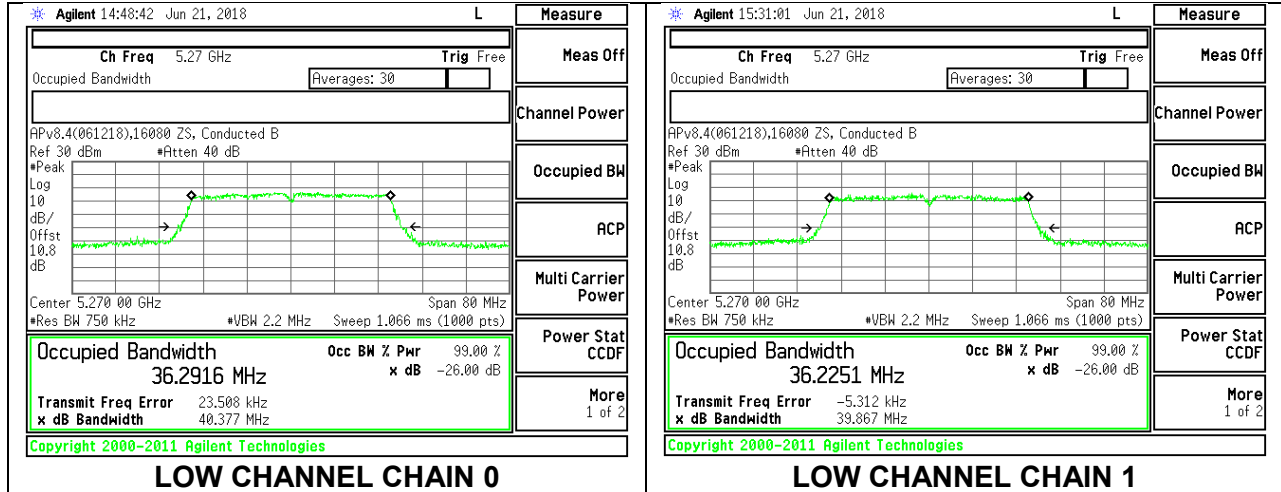 Agilent 14:48:42 Jun 21, 2018 L Measure
Ch Freq 5.27 GHz Trig Free
Occupied Bandwidth Averages: 30
APv8.4(061218),16080 ZS, Conducted B
Ref 30 dBm #Atten 40 dB
#Peak
Log
10
dB/
Offst
10.8
dB
Center 5.270 00 GHz Span 80 MHz
#Res BW 750 kHz #VBW 2.2 MHz Sweep 1.066 ms (1000 pts)
Occupied Bandwidth Occ BW % Pwr 99.00 %
36.2916 MHz x dB -26.00 dB
Transmit Freq Error 23.508 kHz
x dB Bandwidth 40.377 MHz
Copyright 2000-2011 Agilent Technologies
Meas Off
Channel Power
Occupied BW
ACP
Multi Carrier
Power
Power Stat
CCDF
More
1 of 2
LOW CHANNEL CHAIN 0
Agilent 15:31:01 Jun 21, 2018 L Measure
Ch Freq 5.27 GHz Trig Free
Occupied Bandwidth Averages: 30
APv8.4(061218),16080 ZS, Conducted B
Ref 30 dBm #Atten 40 dB
#Peak
Log
10
dB/
Offst
10.8
dB
Center 5.270 00 GHz Span 80 MHz
#Res BW 750 kHz #VBW 2.2 MHz Sweep 1.066 ms (1000 pts)
Occupied Bandwidth Occ BW % Pwr 99.00 %
36.2251 MHz x dB -26.00 dB
Transmit Freq Error -5.312 kHz
x dB Bandwidth 39.867 MHz
Copyright 2000-2011 Agilent Technologies
Meas Off
Channel Power
Occupied BW
ACP
Multi Carrier
Power
Power Stat
CCDF
More
1 of 2
LOW CHANNEL CHAIN 1